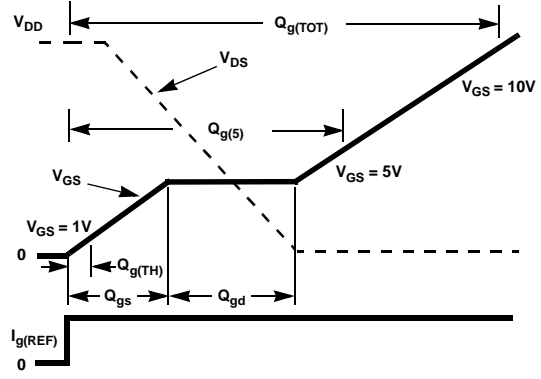 V_DD
Q_g(TOT)
V_DS
V_GS = 10V
Q_g(5)
V_GS
V_GS = 5V
V_GS = 1V
0
Q_g(TH)
Q_gs
Q_gd
I_g(REF)
0